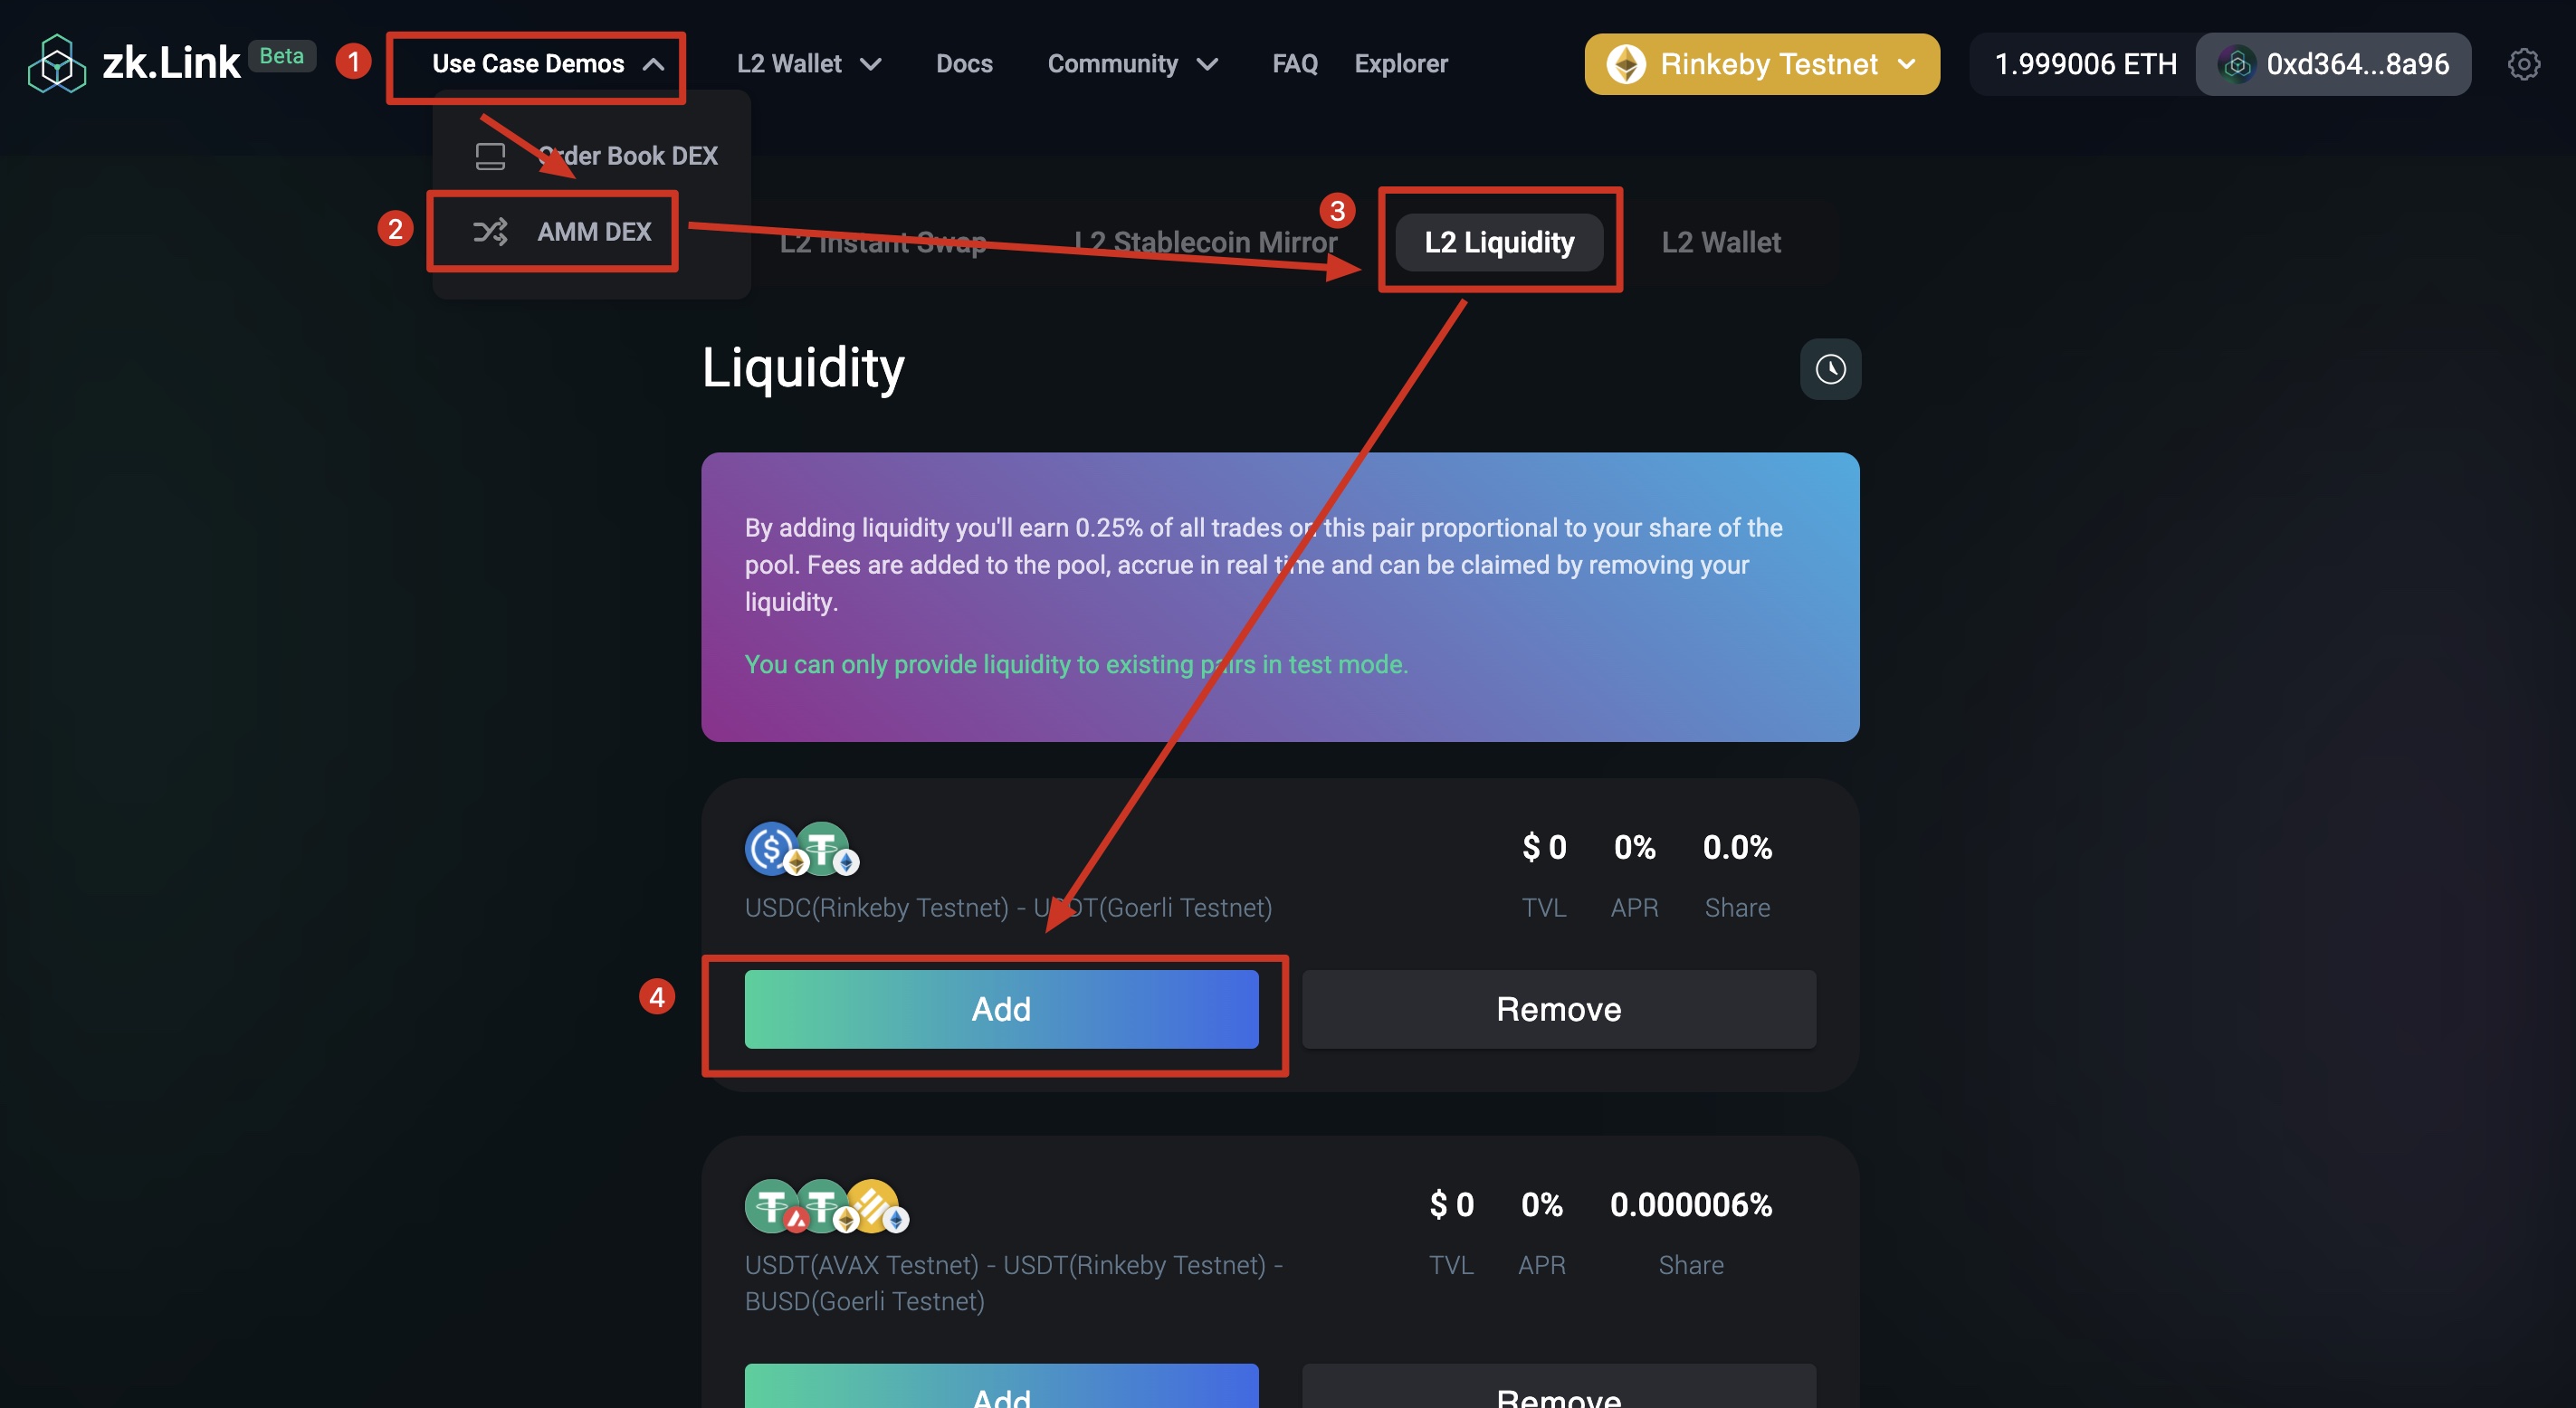 zk.Link Beta 1 Use Case Demos L2 Wallet Docs Community FAQ Explorer Rinkeby Testnet 1.999006 ETH 0xd364...8a96
Order Book DEX
2 AMM DEX L2 Instant Swap L2 Stablecoin Mirror 3 L2 Liquidity L2 Wallet
Liquidity
By adding liquidity you'll earn 0.25% of all trades on this pair proportional to your share of the
pool. Fees are added to the pool, accrue in real time and can be claimed by removing your
liquidity.
You can only provide liquidity to existing pairs in test mode.
$ 0 0% 0.0%
USDC(Rinkeby Testnet) - USDT(Goerli Testnet) TVL APR Share
4 Add Remove
$ 0 0% 0.000006%
USDT(AVAX Testnet) - USDT(Rinkeby Testnet) - TVL APR Share
BUSD(Goerli Testnet)
Add Remove